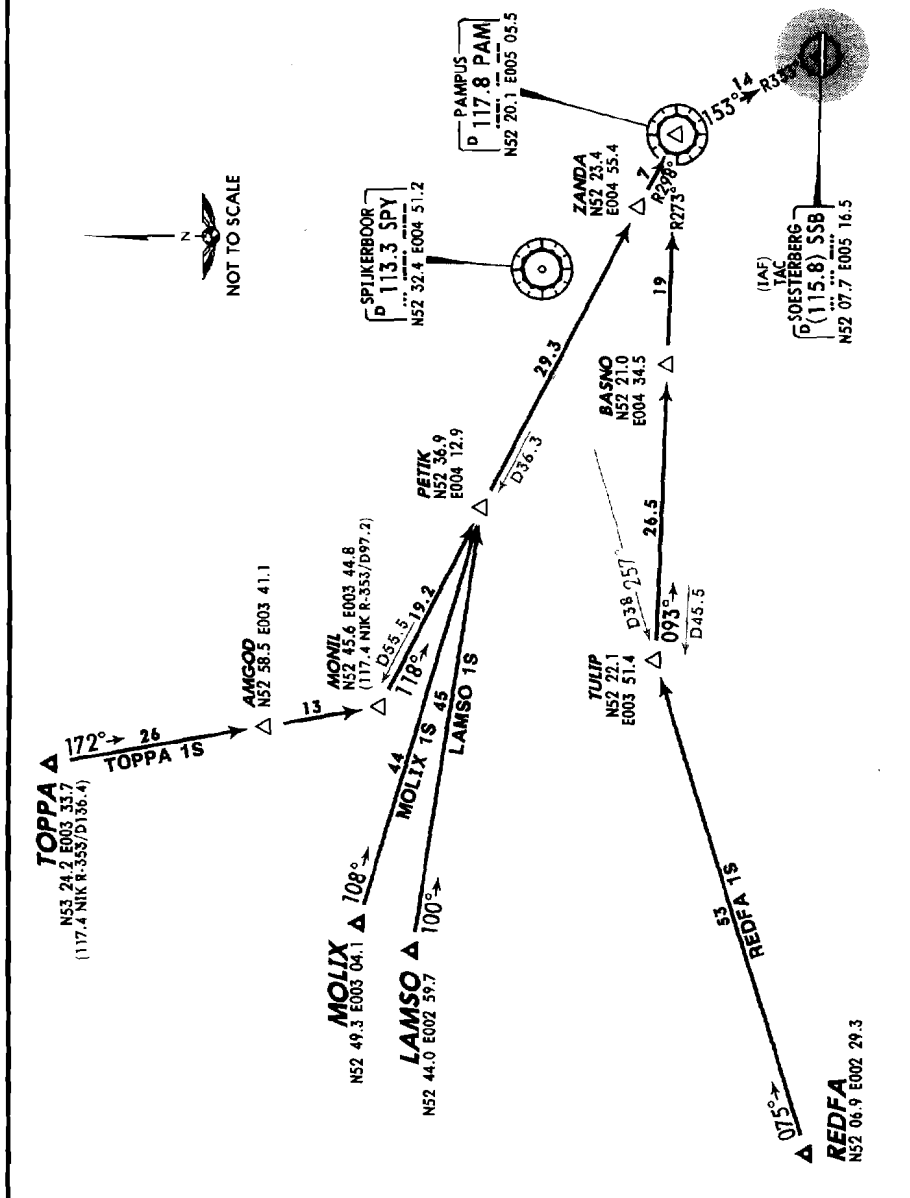 TOPPA
N53 24.2 E003 33.7
(117.4 NIK R-353/D136.4)
172°
26
TOPPA 1S
AMGOD
N52 58.5 E003 41.1
13
MONIL
N52 45.6 E003 44.8
(117.4 NIK R-353/D97.2)
D55.5
19.2
118°
MOLIX
N52 49.3 E003 04.1
108°
44
MOLIX 1S
LAMSO
N52 44.0 E002 59.7
100°
45
LAMSO 1S
PETIK
N52 36.9
E004 12.9
D36.3
29.3
N
NOT TO SCALE
SPIJKERBOOR
D 113.3 SPY
N52 32.4 E004 51.2
PAMPUS
D 117.8 PAM
N52 20.1 E005 05.5
ZANDA
N52 23.4
E004 55.4
7
R298°
R273°
153°
14
R333°
19
BASNO
N52 21.0
E004 34.5
26.5
D38 257°
093°
D45.5
TULIP
N52 22.1
E003 51.4
53
REDFA 1S
075°
REDFA
N52 06.9 E002 29.3
(IAF)
TAC
SOESTERBERG
D (115.8) SSB
N52 07.7 E005 16.5